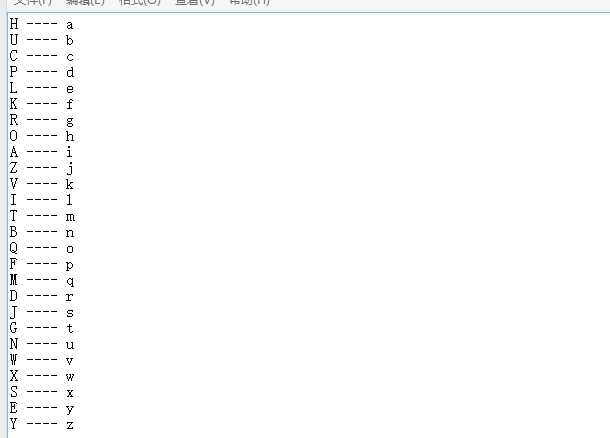 文件(F) 编辑(E) 格式(O) 查看(V) 帮助(H)
H ---- a
U ---- b
C ---- c
P ---- d
L ---- e
K ---- f
R ---- g
O ---- h
A ---- i
Z ---- j
V ---- k
I ---- l
T ---- m
B ---- n
Q ---- o
F ---- p
M ---- q
D ---- r
J ---- s
G ---- t
N ---- u
W ---- v
X ---- w
S ---- x
E ---- y
Y ---- z